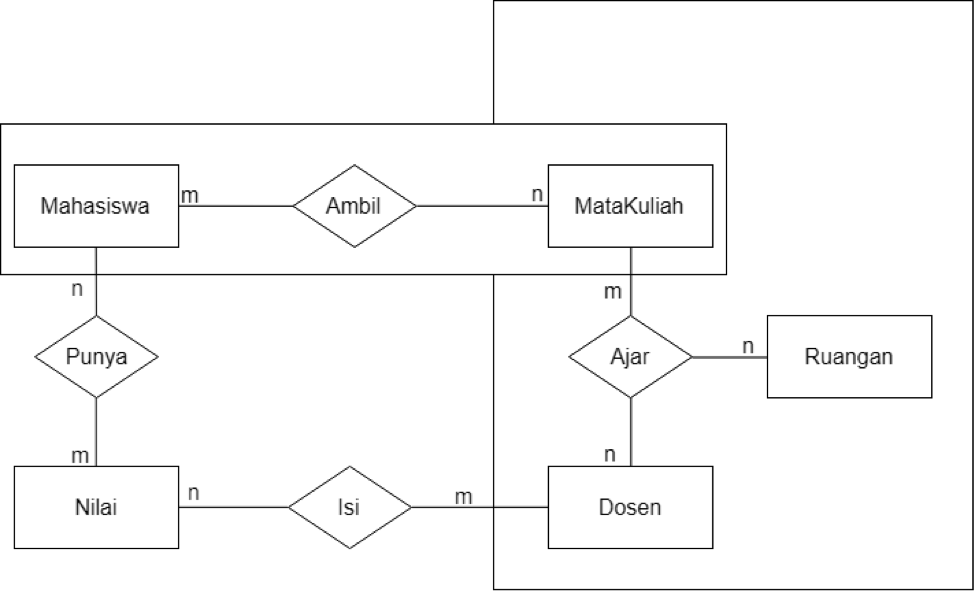 Mahasiswa
m
Ambil
n
MataKuliah
n
m
Punya
Ajar
n
Ruangan
m
n
Nilai
n
Isi
m
Dosen